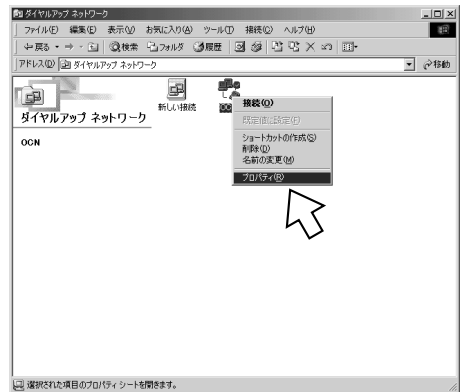 ダイヤルアップ ネットワーク
ファイル(F) 編集(E) 表示(V) お気に入り(A) ツール(T) 接続(C) ヘルプ(H)
戻る 検索 フォルダ 履歴
アドレス(D) ダイヤルアップ ネットワーク 移動
ダイヤルアップ ネットワーク
OCN
新しい接続
接続(O)
既定値に設定(F)
ショートカットの作成(S)
削除(D)
名前の変更(M)
プロパティ(R)
選択された項目のプロパティ シートを開きます。